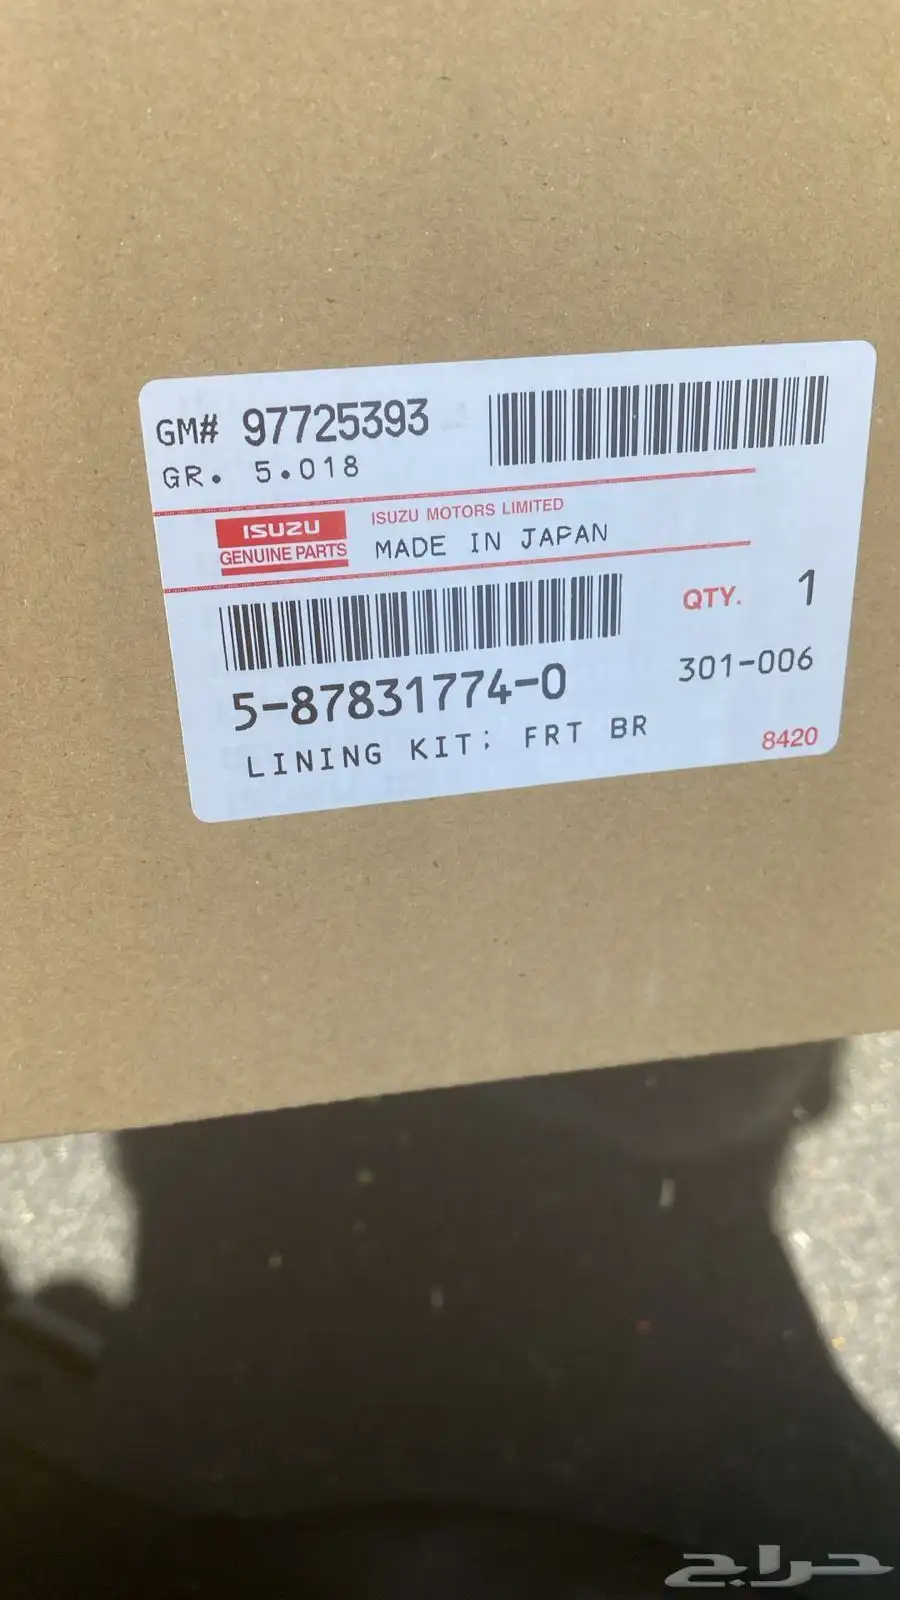 GM# 97725393
GR. 5.018
ISUZU
GENUINE PARTS
ISUZU MOTORS LIMITED
MADE IN JAPAN
QTY. 1
5-87831774-0
301-006
LINING KIT; FRT BR
8420
حراج